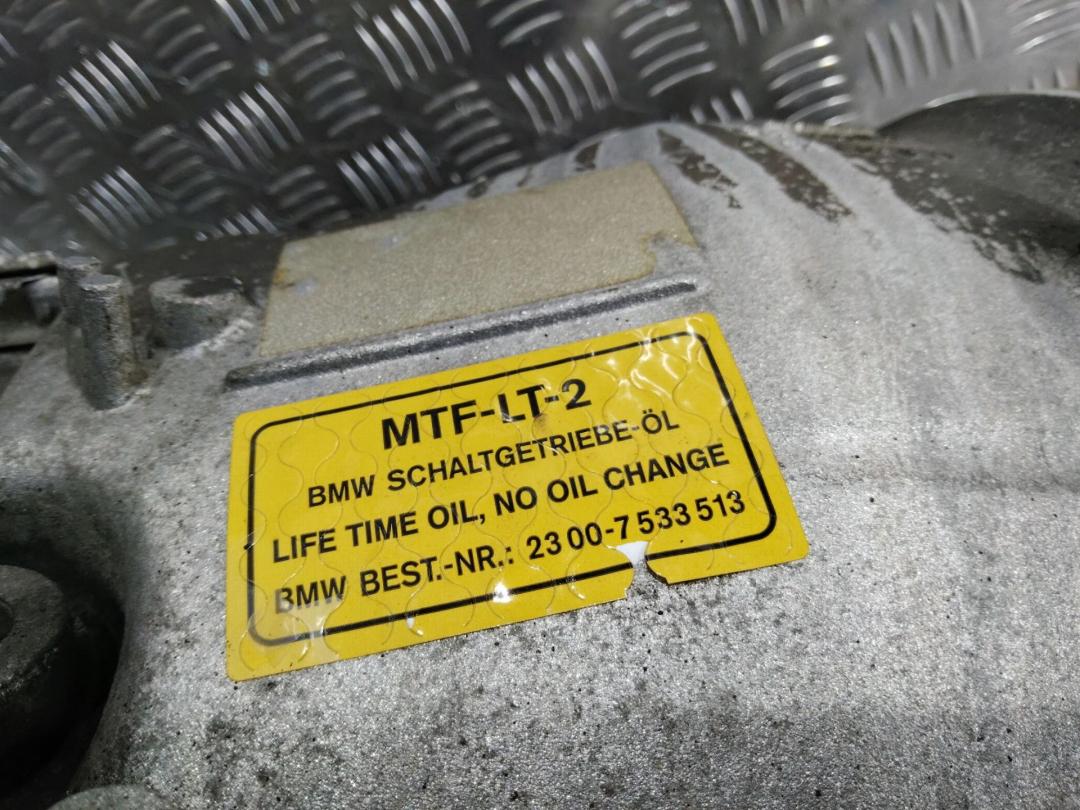 MTF-LT-2
BMW SCHALTGETRIEBE-ÖL
LIFE TIME OIL, NO OIL CHANGE
BMW BEST.-NR.: 23 00-7 533 513